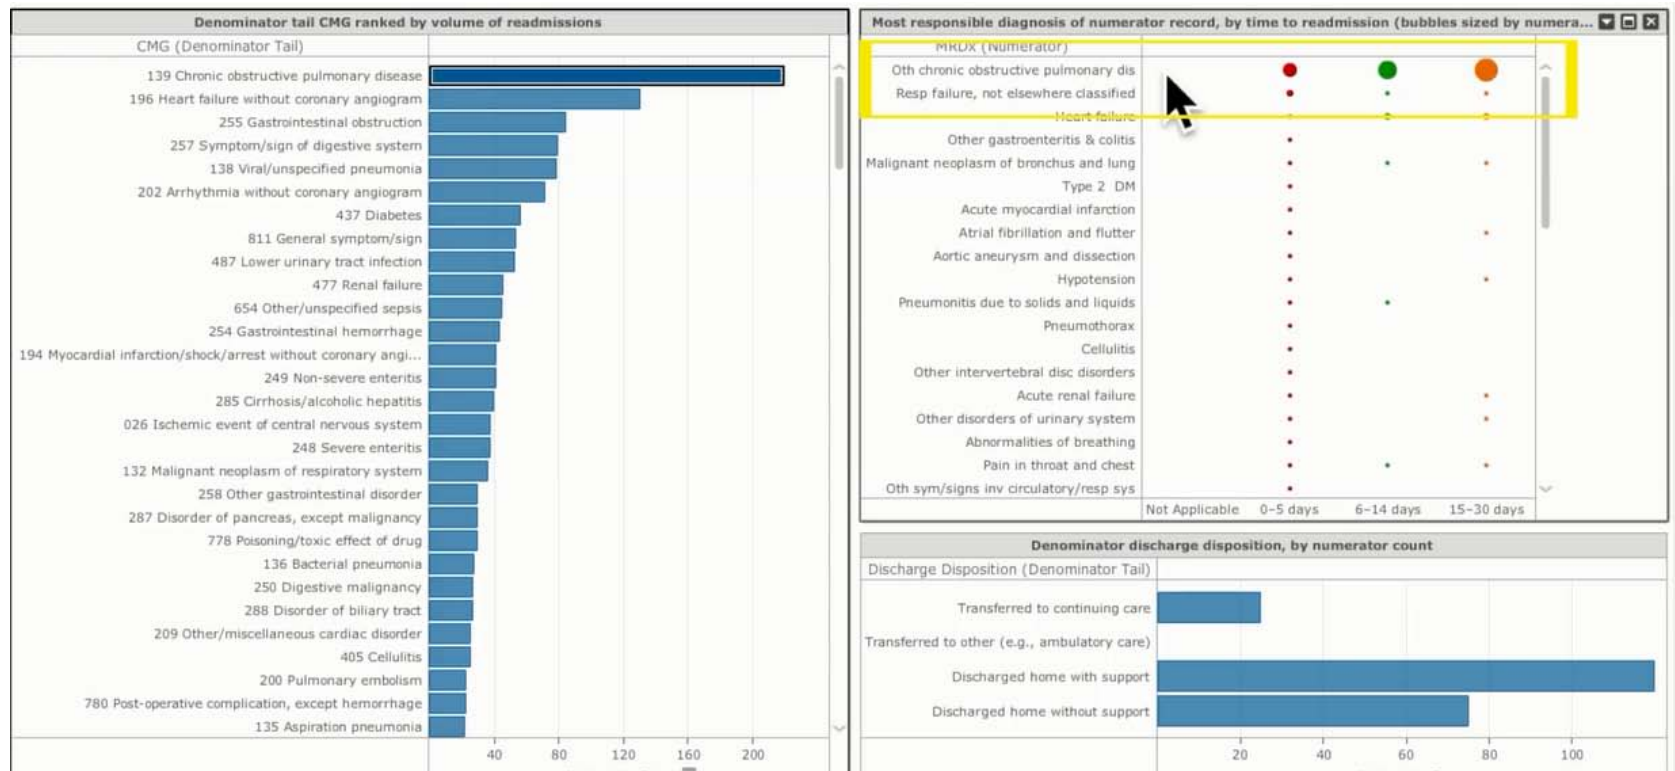 Denominator tail CMG ranked by volume of readmissions
CMG (Denominator Tail)
139 Chronic obstructive pulmonary disease
196 Heart failure without coronary angiogram
255 Gastrointestinal obstruction
257 Symptom/sign of digestive system
138 Viral/unspecified pneumonia
202 Arrhythmia without coronary angiogram
437 Diabetes
811 General symptom/sign
487 Lower urinary tract infection
477 Renal failure
654 Other/unspecified sepsis
254 Gastrointestinal hemorrhage
194 Myocardial infarction/shock/arrest without coronary angi...
249 Non-severe enteritis
285 Cirrhosis/alcoholic hepatitis
026 Ischemic event of central nervous system
248 Severe enteritis
132 Malignant neoplasm of respiratory system
258 Other gastrointestinal disorder
287 Disorder of pancreas, except malignancy
778 Poisoning/toxic effect of drug
136 Bacterial pneumonia
250 Digestive malignancy
288 Disorder of biliary tract
209 Other/miscellaneous cardiac disorder
405 Cellulitis
200 Pulmonary embolism
780 Post-operative complication, except hemorrhage
135 Aspiration pneumonia
40 80 120 160 200
Most responsible diagnosis of numerator record, by time to readmission (bubbles sized by numera...
MRDx (Numerator)
Oth chronic obstructive pulmonary dis
Resp failure, not elsewhere classified
Heart failure
Other gastroenteritis & colitis
Malignant neoplasm of bronchus and lung
Type 2 DM
Acute myocardial infarction
Atrial fibrillation and flutter
Aortic aneurysm and dissection
Hypotension
Pneumonitis due to solids and liquids
Pneumothorax
Cellulitis
Other intervertebral disc disorders
Acute renal failure
Other disorders of urinary system
Abnormalities of breathing
Pain in throat and chest
Oth sym/signs inv circulatory/resp sys
Not Applicable 0-5 days 6-14 days 15-30 days
Denominator discharge disposition, by numerator count
Discharge Disposition (Denominator Tail)
Transferred to continuing care
Transferred to other (e.g., ambulatory care)
Discharged home with support
Discharged home without support
20 40 60 80 100